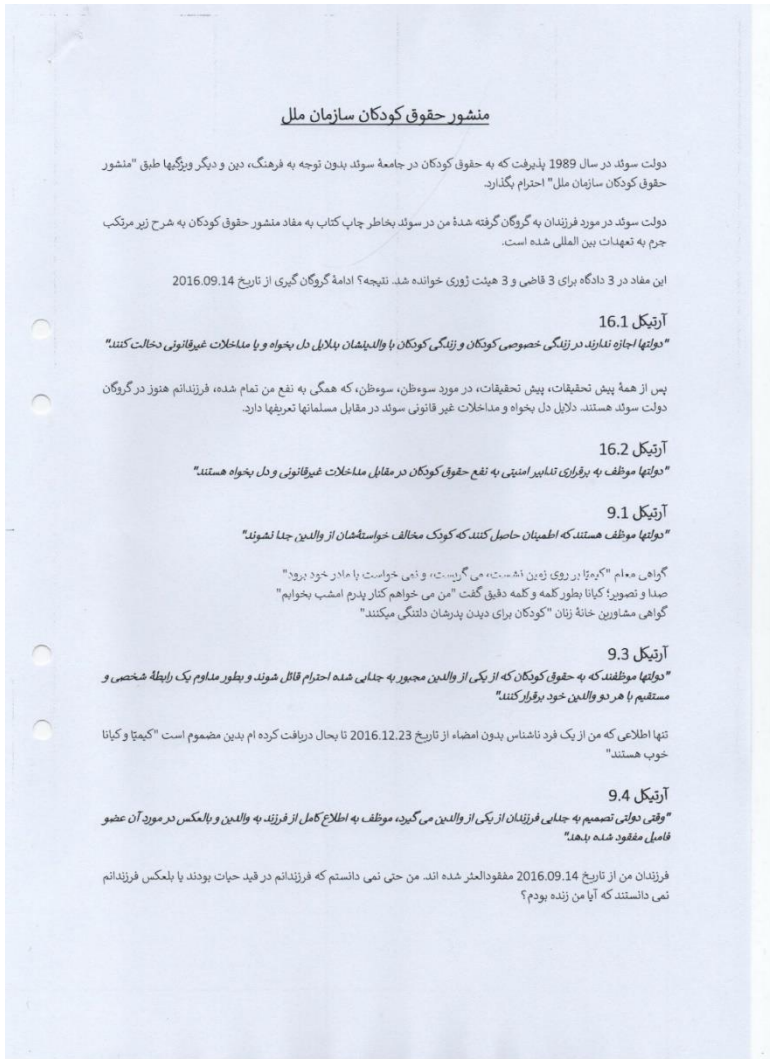 منشور حقوق کودکان سازمان ملل
دولت سوئد در سال 1989 پذیرفت که به حقوق کودکان در جامعۀ سوئد بدون توجه به فرهنگ، دین و دیگر ویژگیها طبق "منشور
حقوق کودکان سازمان ملل" احترام بگذارد.
دولت سوئد در مورد فرزندان به گروگان گرفته شدۀ من در سوئد بخاطر چاپ کتاب به مفاد منشور حقوق کودکان به شرح زیر مرتکب
جرم به تعهدات بین المللی شده است.
این مفاد در 3 دادگاه برای 3 قاضی و 3 هیئت ژوری خوانده شد. نتیجه؟ ادامۀ گروگان گیری از تاریخ 2016.09.14
آرتیکل 16.1
"دولتها اجازه ندارند در زندگی خصوصی کودکان و زندگی کودکان با والدینشان بدلایل دل بخواه و یا مداخلات غیرقانونی دخالت کنند"
پس از همۀ پیش تحقیقات، پیش تحقیقات، در مورد سوءظن، سوءظن، که همگی به نفع من تمام شده، فرزندانم هنوز در گروگان
دولت سوئد هستند. دلایل دل بخواه و مداخلات غیر قانونی سوئد در مقابل مسلمانها تعریفها دارد.
آرتیکل 16.2
"دولتها موظف به برقراری تدابیر امنیتی به نفع حقوق کودکان در مقابل مداخلات غیرقانونی و دل بخواه هستند"
آرتیکل 9.1
"دولتها موظف هستند که اطمینان حاصل کنند که کودک مخالف خواستهٔشان از والدین جدا نشوند"
گواهی معلم "کیمیّا بر روی زمین نشست، می گریست، و نمی خواست با مادر خود برود"
صدا و تصویر؛ کیانا بطور کلمه و کلمه دقیق گفت "من می خواهم کنار پدرم امشب بخوابم"
گواهی مشاورین خانۀ زنان "کودکان برای دیدن پدرشان دلتنگی میکنند"
آرتیکل 9.3
"دولتها موظفند که به حقوق کودکان که از یکی از والدین مجبور به جدایی شده احترام قائل شوند و بطور مداوم یک رابطۀ شخصی و
مستقیم با هر دو والدین خود برقرار کنند"
تنها اطلاعی که من از یک فرد ناشناس بدون امضاء از تاریخ 2016.12.23 تا بحال دریافت کرده ام بدین مضموم است "کیمیّا و کیانا
خوب هستند"
آرتیکل 9.4
"وقتی دولتی تصمیم به جدایی فرزندان از یکی از والدین می گیرد، موظف به اطلاع کامل از فرزند به والدین و بالعکس در مورد آن عضو
فامیل مفقود شده بدهد"
فرزندان من از تاریخ 2016.09.14 مفقودالعثر شده اند. من حتی نمی دانستم که فرزندانم در قید حیات بودند یا بلعکس فرزندانم
نمی دانستند که آیا من زنده بودم؟